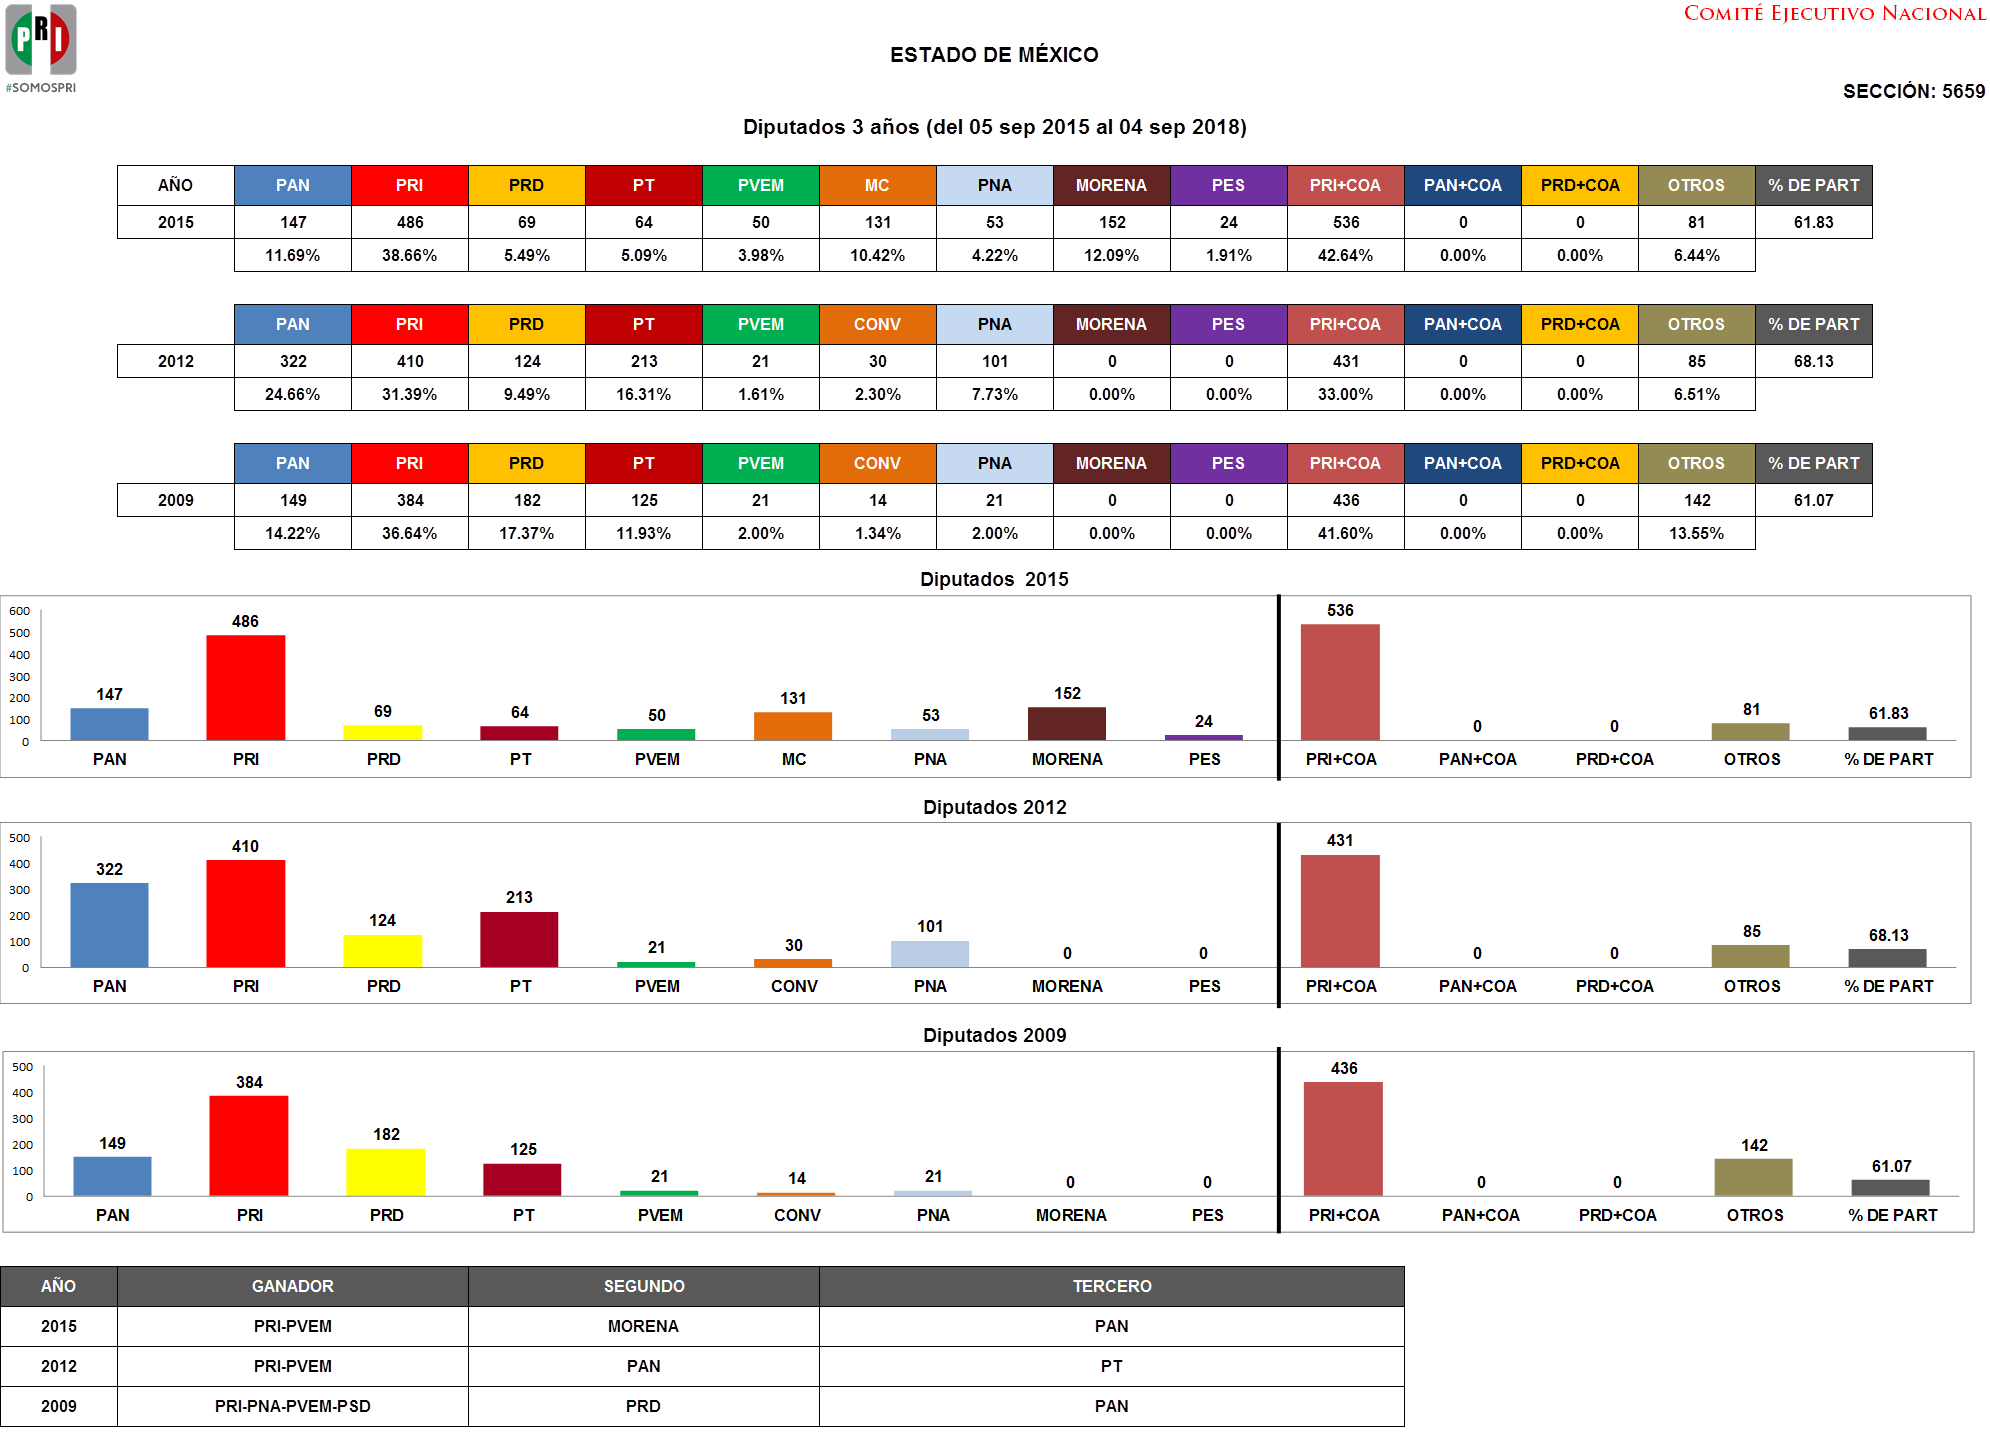 PRI
#SOMOSPRI
COMITÉ EJECUTIVO NACIONAL
ESTADO DE MÉXICO
SECCIÓN: 5659
Diputados 3 años (del 05 sep 2015 al 04 sep 2018)
AÑO PAN PRI PRD PT PVEM MC PNA MORENA PES PRI+COA PAN+COA PRD+COA OTROS % DE PART
2015 147 486 69 64 50 131 53 152 24 536 0 0 81 61.83
11.69% 38.66% 5.49% 5.09% 3.98% 10.42% 4.22% 12.09% 1.91% 42.64% 0.00% 0.00% 6.44%
PAN PRI PRD PT PVEM CONV PNA MORENA PES PRI+COA PAN+COA PRD+COA OTROS % DE PART
2012 322 410 124 213 21 30 101 0 0 431 0 0 85 68.13
24.66% 31.39% 9.49% 16.31% 1.61% 2.30% 7.73% 0.00% 0.00% 33.00% 0.00% 0.00% 6.51%
PAN PRI PRD PT PVEM CONV PNA MORENA PES PRI+COA PAN+COA PRD+COA OTROS % DE PART
2009 149 384 182 125 21 14 21 0 0 436 0 0 142 61.07
14.22% 36.64% 17.37% 11.93% 2.00% 1.34% 2.00% 0.00% 0.00% 41.60% 0.00% 0.00% 13.55%
Diputados 2015
600
500
400
300
200
100
0
147 486 69 64 50 131 53 152 24 536 0 0 81 61.83
PAN PRI PRD PT PVEM MC PNA MORENA PES PRI+COA PAN+COA PRD+COA OTROS % DE PART
Diputados 2012
500
400
300
200
100
0
322 410 124 213 21 30 101 0 0 431 0 0 85 68.13
PAN PRI PRD PT PVEM CONV PNA MORENA PES PRI+COA PAN+COA PRD+COA OTROS % DE PART
Diputados 2009
500
400
300
200
100
0
149 384 182 125 21 14 21 0 0 436 0 0 142 61.07
PAN PRI PRD PT PVEM CONV PNA MORENA PES PRI+COA PAN+COA PRD+COA OTROS % DE PART
AÑO GANADOR SEGUNDO TERCERO
2015 PRI-PVEM MORENA PAN
2012 PRI-PVEM PAN PT
2009 PRI-PNA-PVEM-PSD PRD PAN